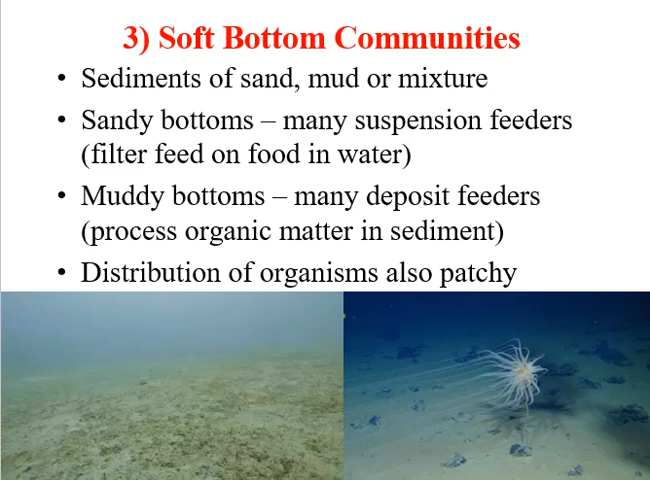 3) Soft Bottom Communities
• Sediments of sand, mud or mixture
• Sandy bottoms – many suspension feeders
(filter feed on food in water)
• Muddy bottoms – many deposit feeders
(process organic matter in sediment)
• Distribution of organisms also patchy